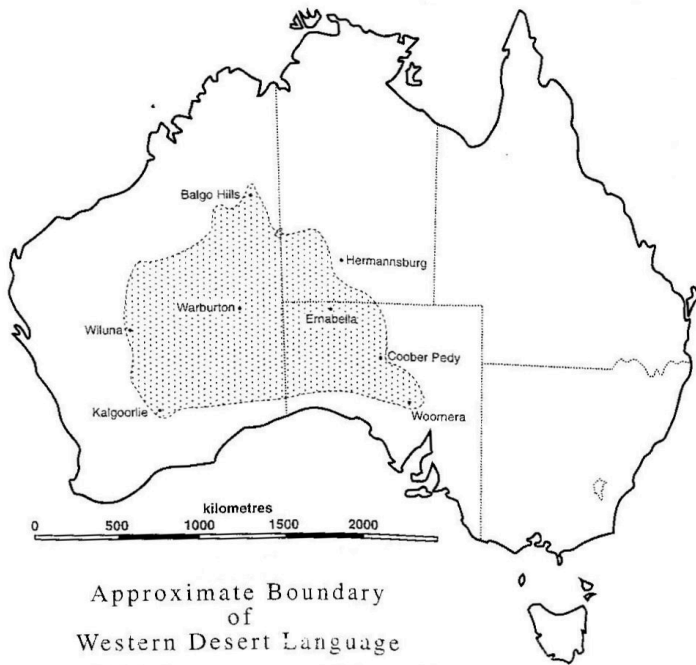 Balgo Hills
Hermannsburg
Warburton
Ernabella
Wiluna
Coober Pedy
Kalgoorlie
Woomera
kilometres
0 500 1000 1500 2000
Approximate Boundary
of
Western Desert Language